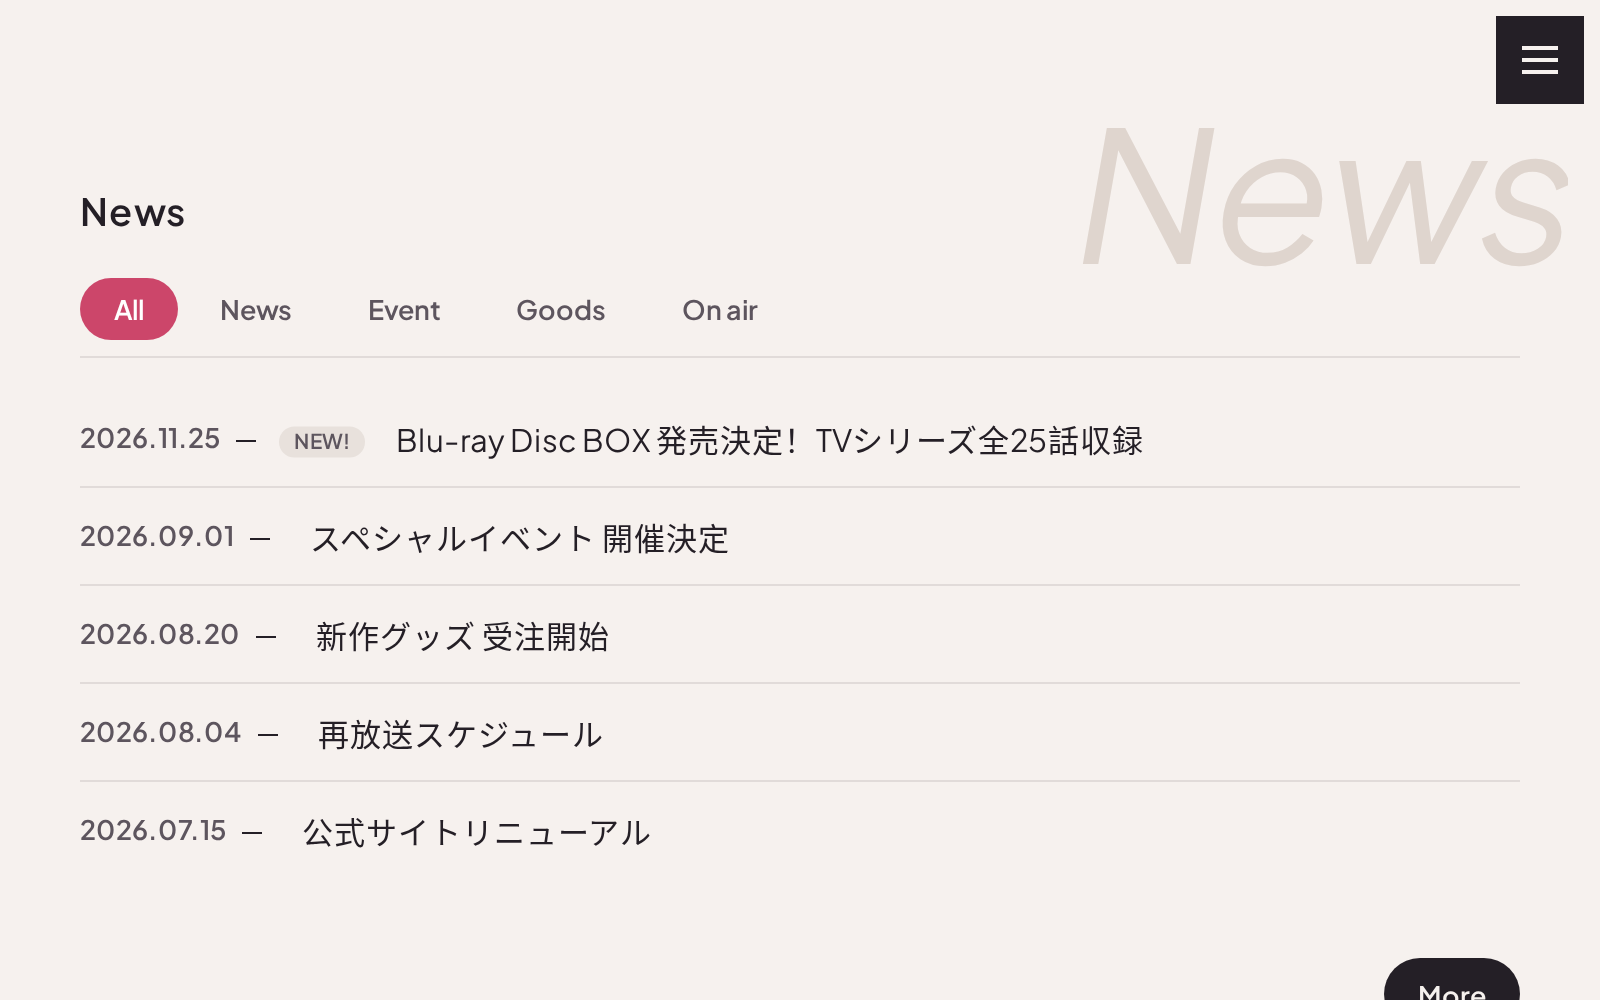 News
News
All News Event Goods On air
2026.11.25 — NEW! Blu-ray Disc BOX 発売決定！ TVシリーズ全25話収録
2026.09.01 — スペシャルイベント 開催決定
2026.08.20 — 新作グッズ 受注開始
2026.08.04 — 再放送スケジュール
2026.07.15 — 公式サイトリニューアル
More